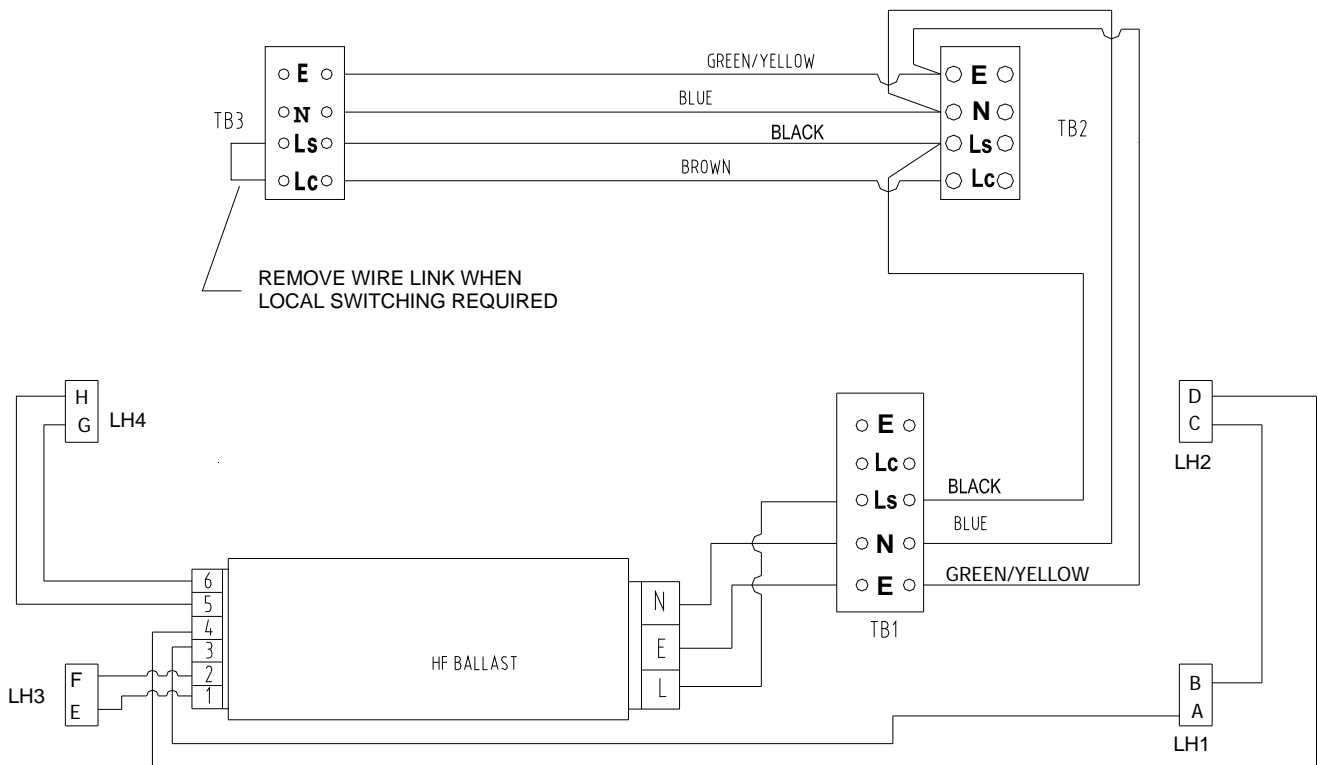 GREEN/YELLOW
BLUE
BLACK
BROWN
TB3
E
N
Ls
Lc
E
N
Ls
Lc
TB2
REMOVE WIRE LINK WHEN
LOCAL SWITCHING REQUIRED
H
G
LH4
E
Lc
Ls
N
E
TB1
BLACK
BLUE
GREEN/YELLOW
D
C
LH2
6
5
4
3
2
1
HF BALLAST
N
E
L
F
E
LH3
B
A
LH1